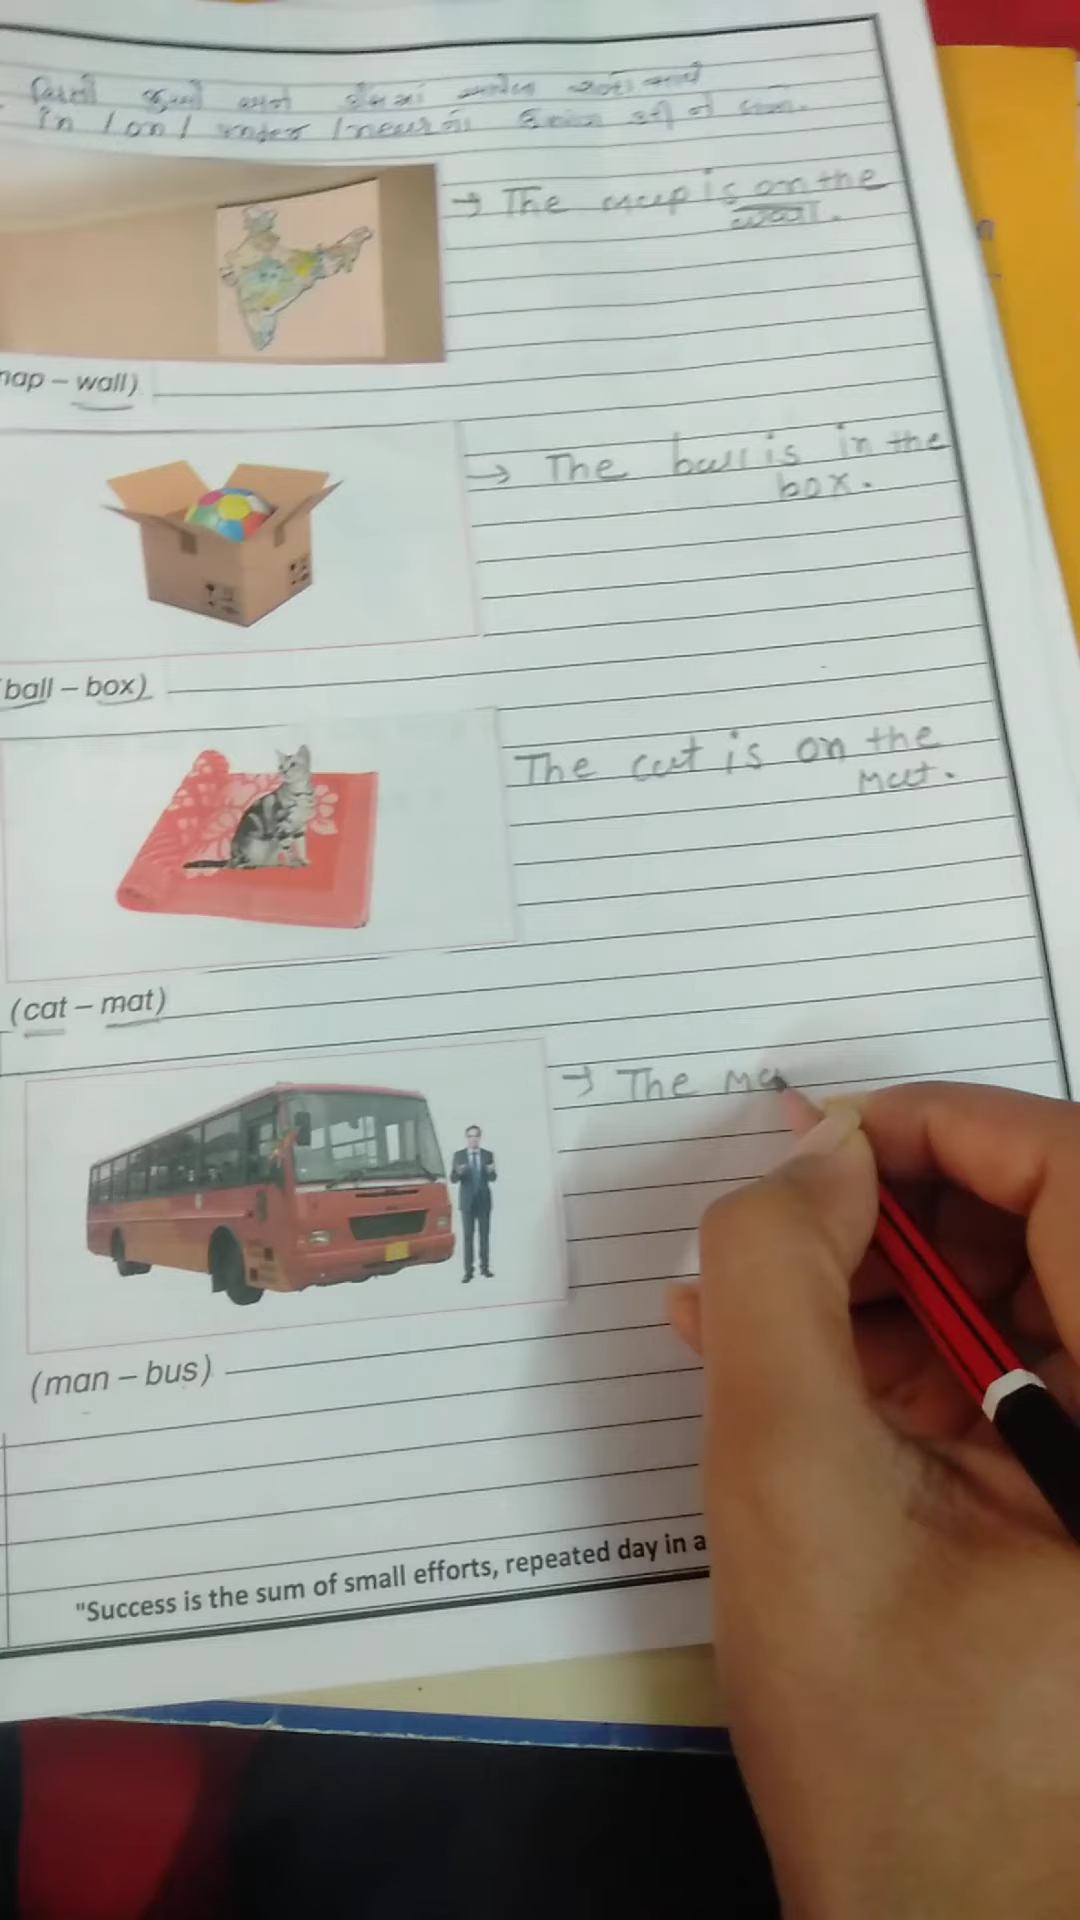 in / on / under / near ના
→ The map is on the
wall.
map – wall)
→ The ball is in the
box.
ball – box)
The cat is on the
mat.
(cat – mat)
→ The ma
(man – bus)
"Success is the sum of small efforts, repeated day in a